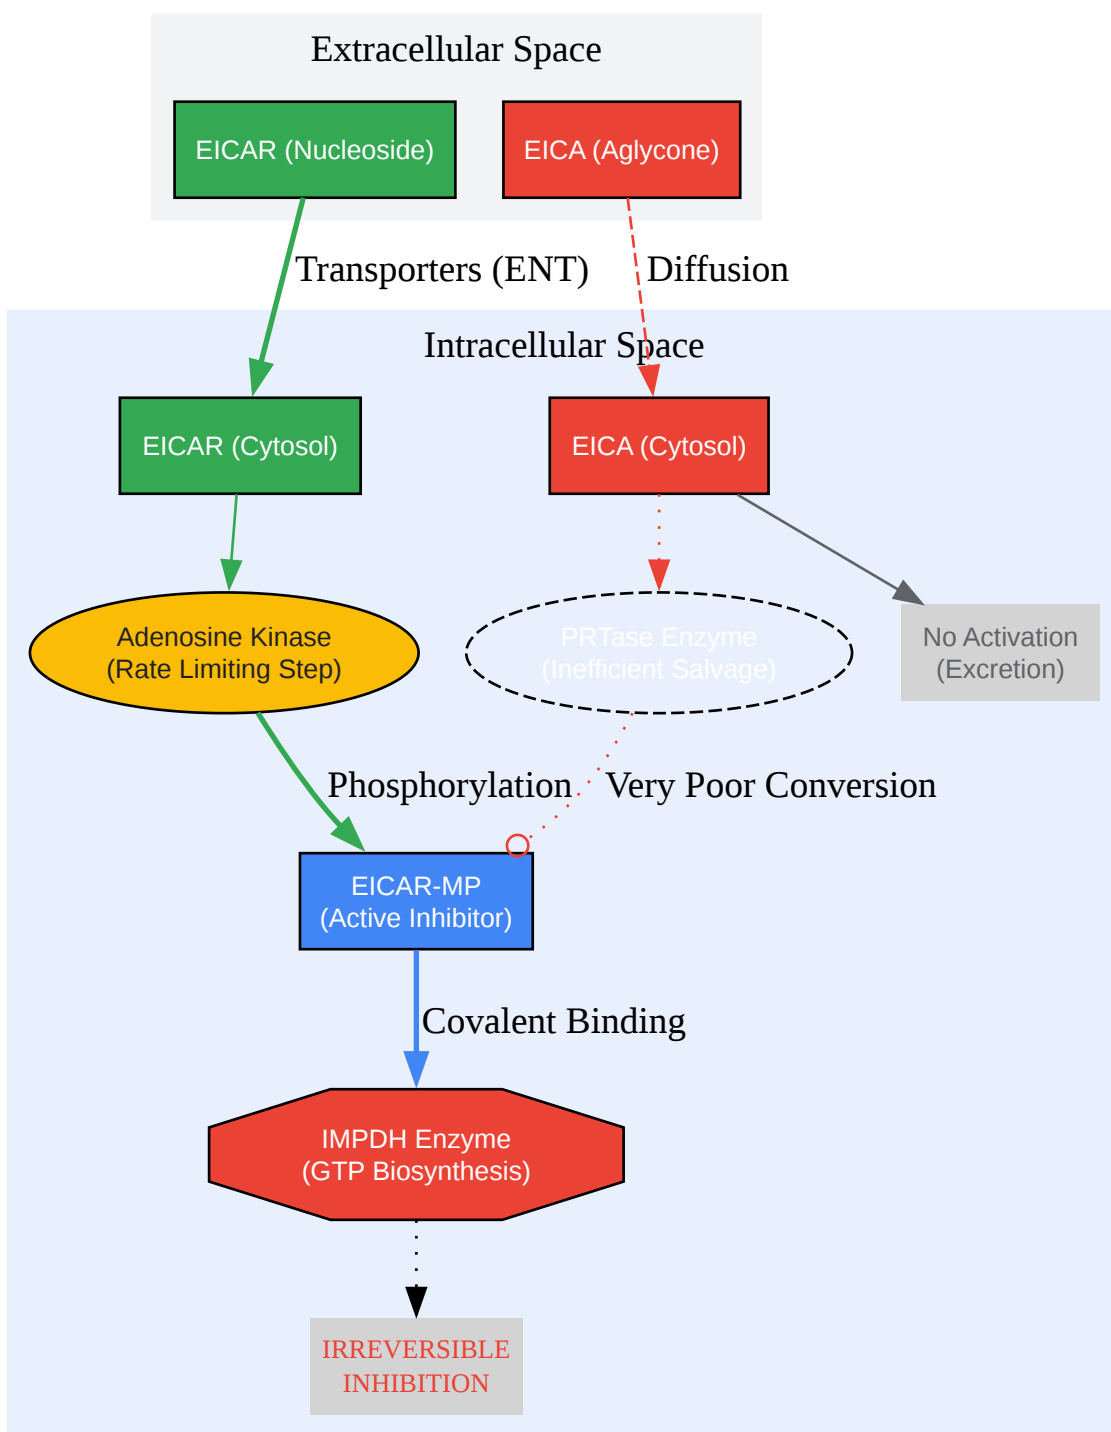 Extracellular Space
EICAR (Nucleoside)
EICA (Aglycone)
Transporters (ENT)
Diffusion
Intracellular Space
EICAR (Cytosol)
EICA (Cytosol)
Adenosine Kinase
(Rate Limiting Step)
PRTase Enzyme
(Inefficient Salvage)
No Activation
(Excretion)
Phosphorylation
Very Poor Conversion
EICAR-MP
(Active Inhibitor)
Covalent Binding
IMPDH Enzyme
(GTP Biosynthesis)
IRREVERSIBLE
INHIBITION